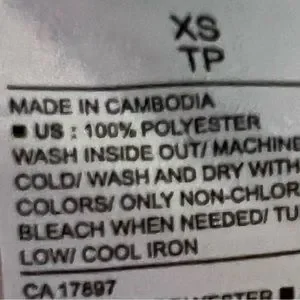 XS
TP
MADE IN CAMBODIA
■ US : 100% POLYESTER
WASH INSIDE OUT/ MACHINE
COLD/ WASH AND DRY WITH
COLORS/ ONLY NON-CHLOR
BLEACH WHEN NEEDED/ TU
LOW/ COOL IRON
CA 17897
YESTER ■